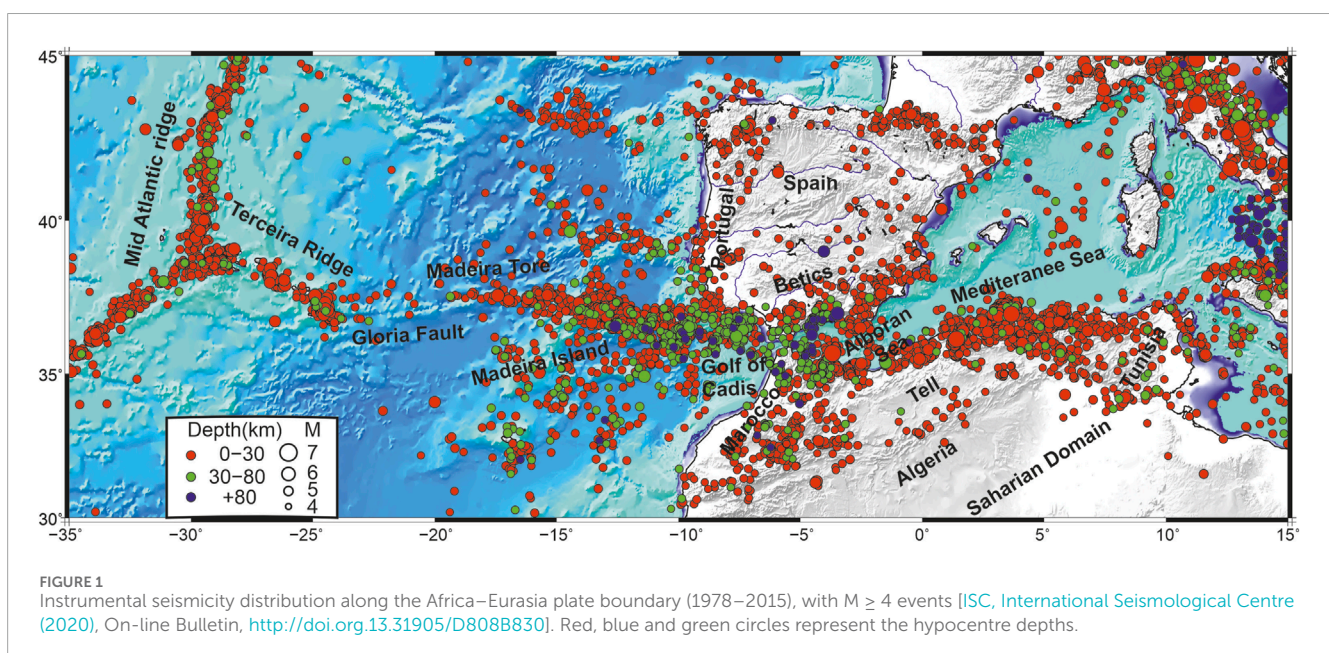 45°
40°
35°
30°
Mid Atlantic ridge
Terceira Ridge
Madeira Tore
Gloria Fault
Madeira Island
Portugal
Spain
Betics
Golf of
Cadis
Alboran
Sea
Mediteranee Sea
Marocco
Tell
Algeria
Saharian Domain
Tunisia
Depth(km) M
0−30 7
30−80 6
+80 5
4
−35° −30° −25° −20° −15° −10° −5° 0° 5° 10° 15°
45°
40°
35°
30°
FIGURE 1
Instrumental seismicity distribution along the Africa–Eurasia plate boundary (1978–2015), with M ≥ 4 events [ISC, International Seismological Centre
(2020), On-line Bulletin, http://doi.org.13.31905/D808B830]. Red, blue and green circles represent the hypocentre depths.